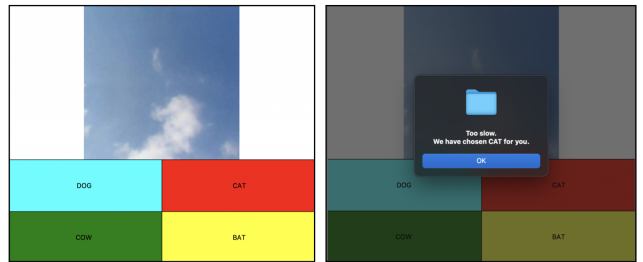 DOG
CAT
COW
BAT
Too slow.
We have chosen CAT for you.
OK
DOG
CAT
COW
BAT